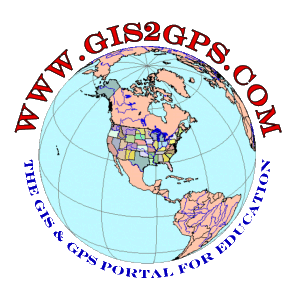 WWW.GIS2GPS.COM
THE GIS & GPS PORTAL FOR EDUCATION